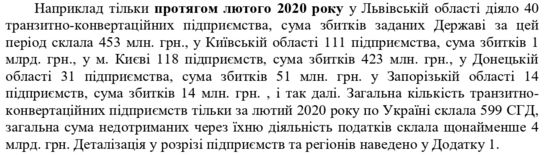 Наприклад тільки протягом лютого 2020 року у Львівській області діяло 40
транзитно-конвертаційних підприємства, сума збитків заданих Державі за цей
період склала 453 млн. грн., у Київській області 111 підприємства, сума збитків 1
млрд. грн., у м. Києві 118 підприємств, сума збитків 423 млн. грн., у Донецькій
області 31 підприємства, сума збитків 51 млн. грн. у Запорізькій області 14
підприємств, сума збитків 14 млн. грн. , і так далі. Загальна кількість транзитно-
конвертаційних підприємств тільки за лютий 2020 року по Україні склала 599 СГД,
загальна сума недотриманих через їхню діяльність податків склала щонайменше 4
млрд. грн. Деталізація у розрізі підприємств та регіонів наведено у Додатку 1.